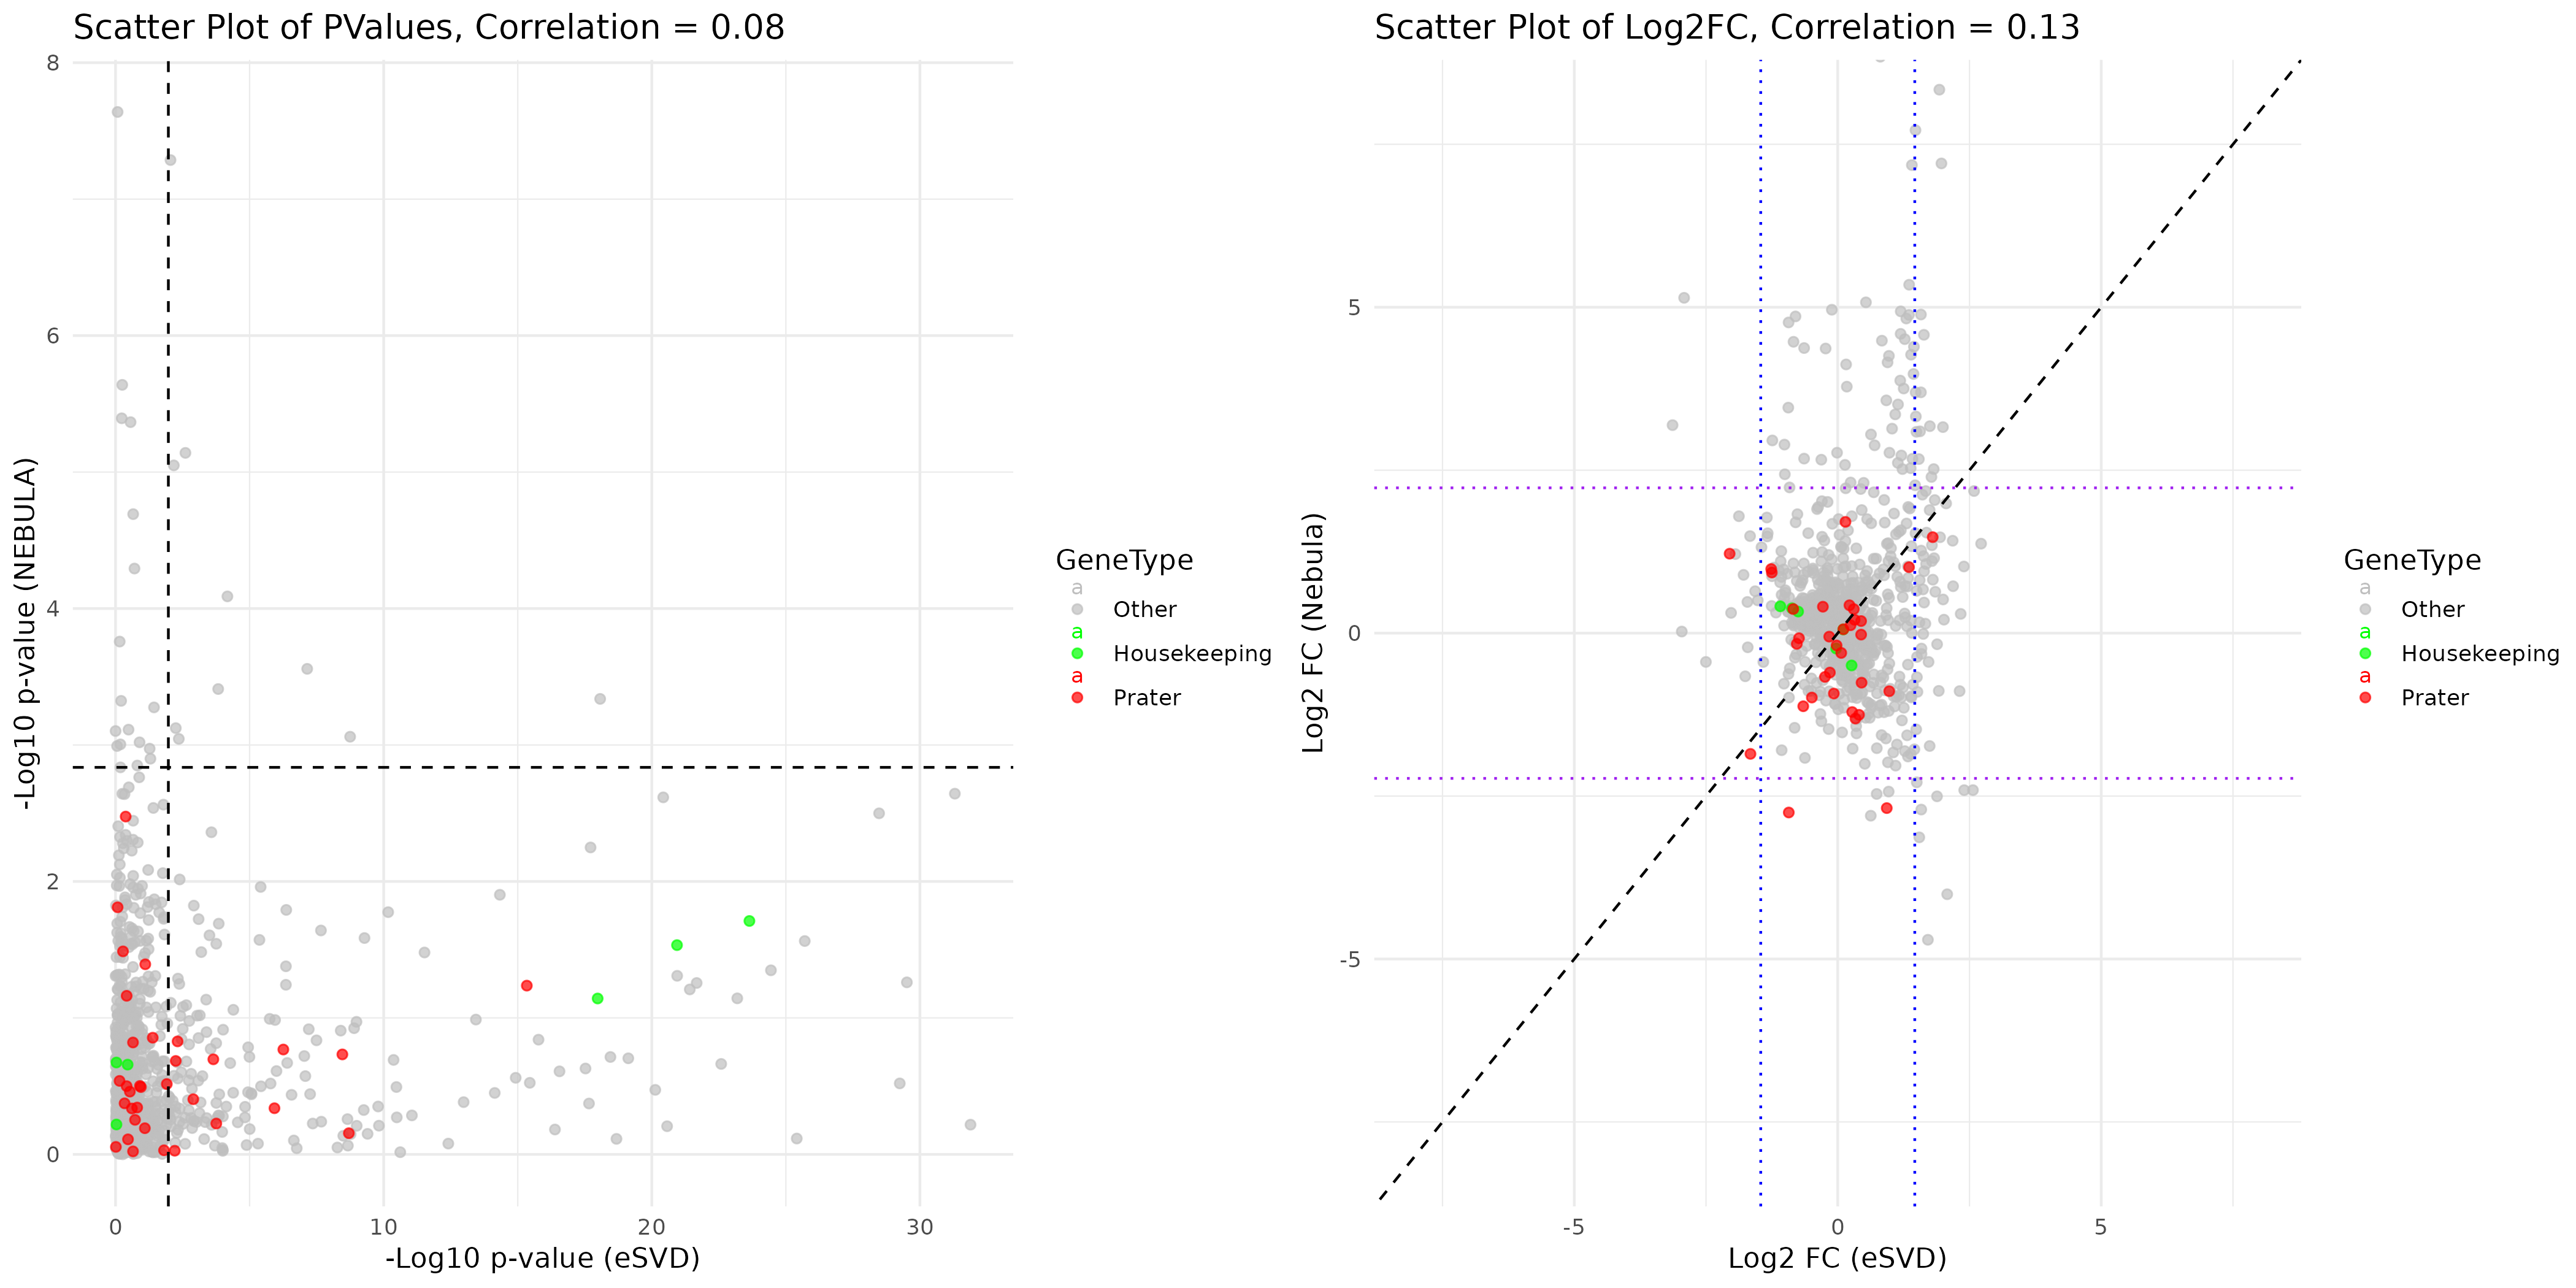 Scatter Plot of PValues, Correlation = 0.08
8
6
4
2
0
-Log10 p-value (NEBULA)
0
10
20
30
-Log10 p-value (eSVD)
GeneType
a
Other
a
Housekeeping
a
Prater
Scatter Plot of Log2FC, Correlation = 0.13
5
0
-5
Log2 FC (Nebula)
-5
0
5
Log2 FC (eSVD)
GeneType
a
Other
a
Housekeeping
a
Prater